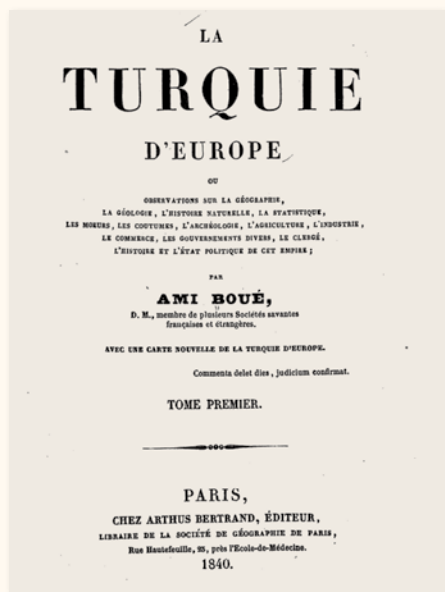 LA
TURQUIE
D'EUROPE
OU
OBSERVATIONS SUR LA GÉOGRAPHIE,
LA GÉOLOGIE, L'HISTOIRE NATURELLE, LA STATISTIQUE,
LES MŒURS, LES COUTUMES, L'ARCHÉOLOGIE, L'AGRICULTURE, L'INDUSTRIE,
LE COMMERCE, LES GOUVERNEMENTS DIVERS, LE CLERGÉ,
L'HISTOIRE ET L'ÉTAT POLITIQUE DE CET EMPIRE;
PAR
AMI BOUÉ,
D. M., membre de plusieurs Sociétés savantes
françaises et étrangères.
AVEC UNE CARTE NOUVELLE DE LA TURQUIE D'EUROPE.
Commenta delet dies, judicium confirmat.
TOME PREMIER.
PARIS,
CHEZ ARTHUS BERTRAND, ÉDITEUR,
LIBRAIRE DE LA SOCIÉTÉ DE GÉOGRAPHIE DE PARIS,
Rue Hautefeuille, 23, près l'Ecole-de-Médecine.
1840.